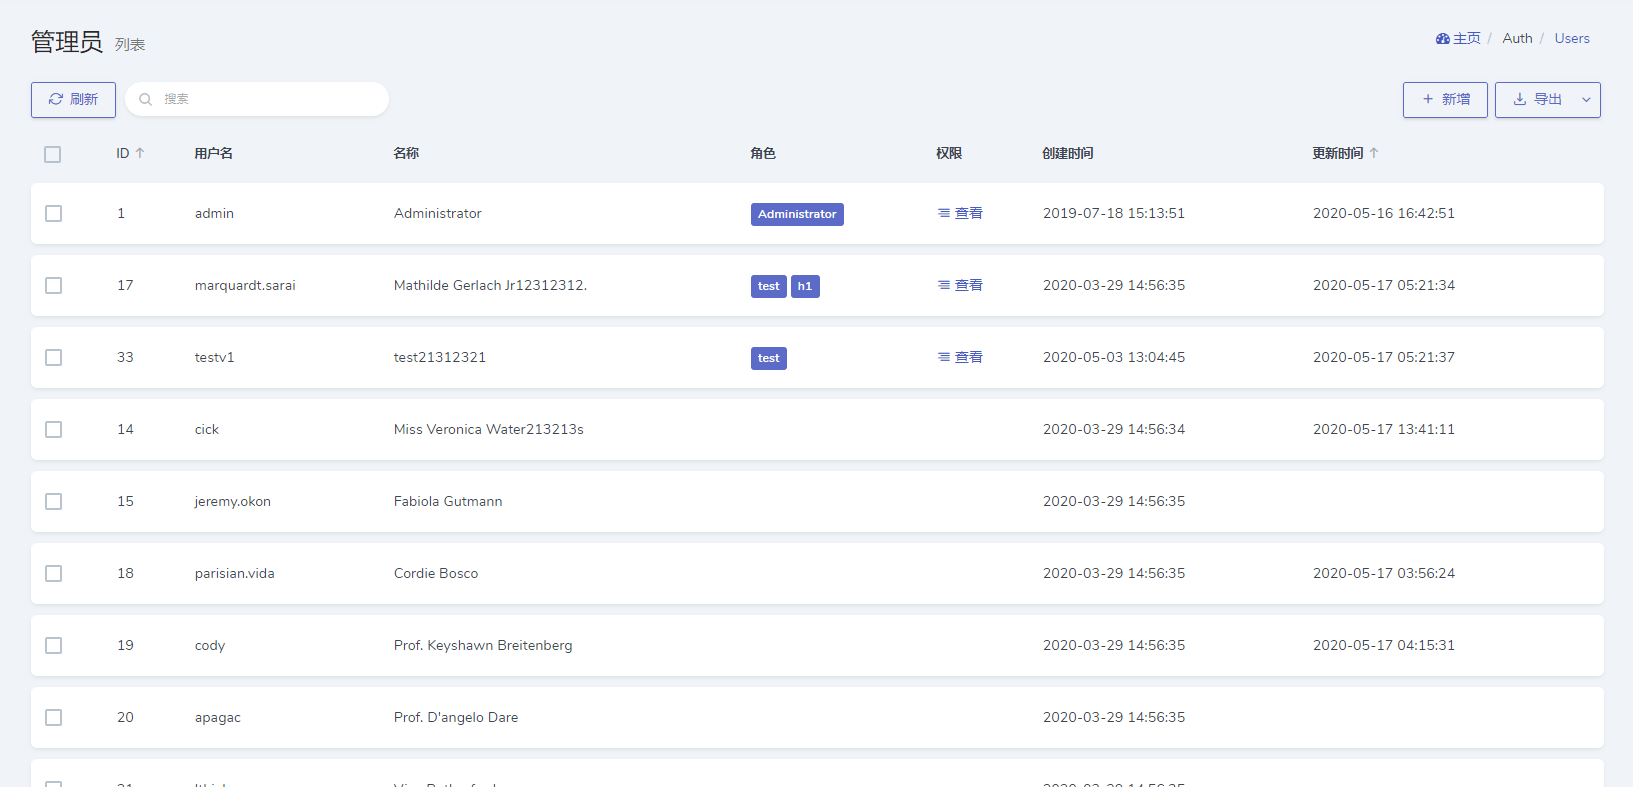 管理员 列表
主页 / Auth / Users
刷新 搜索 新增 导出
ID 用户名 名称 角色 权限 创建时间 更新时间
1 admin Administrator Administrator 查看 2019-07-18 15:13:51 2020-05-16 16:42:51
17 marquardt.sarai Mathilde Gerlach Jr12312312. test h1 查看 2020-03-29 14:56:35 2020-05-17 05:21:34
33 testv1 test21312321 test 查看 2020-05-03 13:04:45 2020-05-17 05:21:37
14 cick Miss Veronica Water213213s 2020-03-29 14:56:34 2020-05-17 13:41:11
15 jeremy.okon Fabiola Gutmann 2020-03-29 14:56:35
18 parisian.vida Cordie Bosco 2020-03-29 14:56:35 2020-05-17 03:56:24
19 cody Prof. Keyshawn Breitenberg 2020-03-29 14:56:35 2020-05-17 04:15:31
20 apagac Prof. D'angelo Dare 2020-03-29 14:56:35